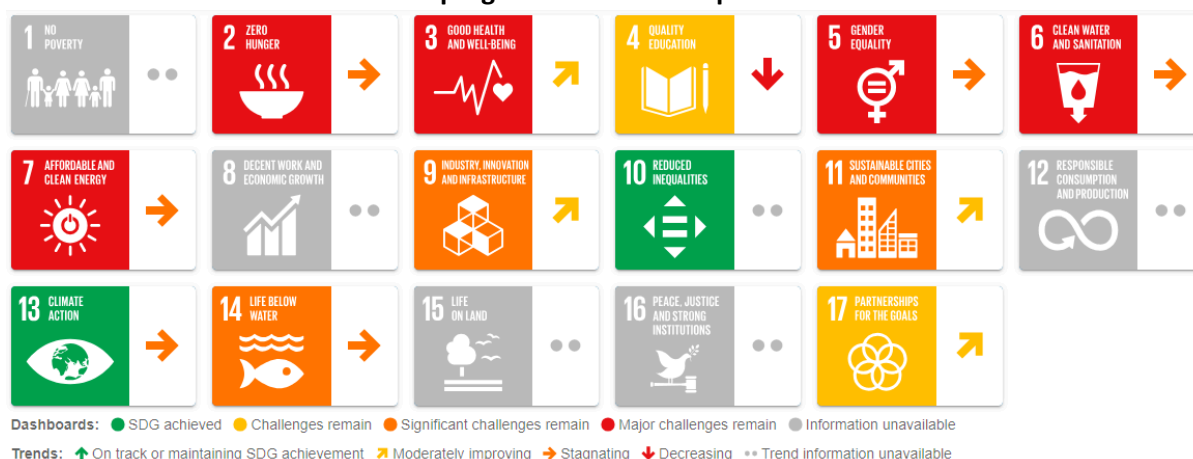 1 NO
POVERTY
2 ZERO
HUNGER
3 GOOD HEALTH
AND WELL-BEING
4 QUALITY
EDUCATION
5 GENDER
EQUALITY
6 CLEAN WATER
AND SANITATION
7 AFFORDABLE AND
CLEAN ENERGY
8 DECENT WORK AND
ECONOMIC GROWTH
9 INDUSTRY, INNOVATION
AND INFRASTRUCTURE
10 REDUCED
INEQUALITIES
11 SUSTAINABLE CITIES
AND COMMUNITIES
12 RESPONSIBLE
CONSUMPTION
AND PRODUCTION
13 CLIMATE
ACTION
14 LIFE BELOW
WATER
15 LIFE
ON LAND
16 PEACE, JUSTICE
AND STRONG
INSTITUTIONS
17 PARTNERSHIPS
FOR THE GOALS
Dashboards: SDG achieved Challenges remain Significant challenges remain Major challenges remain Information unavailable
Trends: On track or maintaining SDG achievement Moderately improving Stagnating Decreasing Trend information unavailable